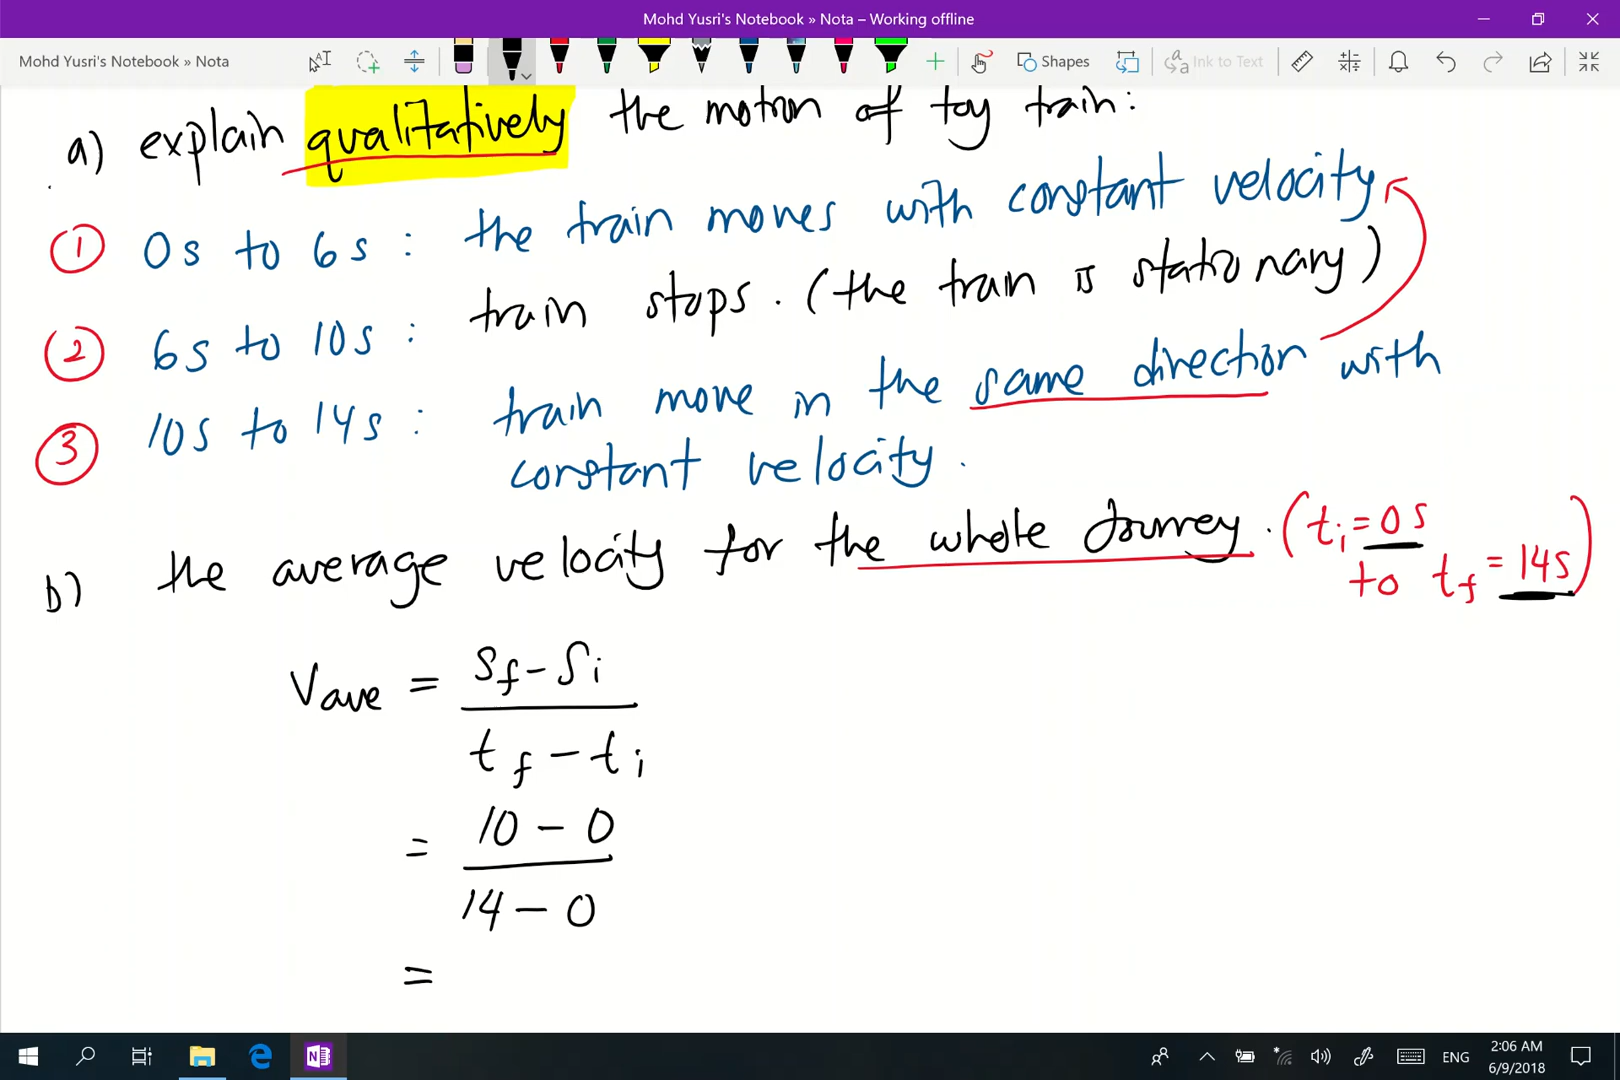 Mohd Yusri's Notebook » Nota – Working offline
Mohd Yusri's Notebook » Nota
Shapes
Ink to Text
a) explain qualitatively the motion of toy train:
① 0s to 6s : the train moves with constant velocity
② 6s to 10s : train stops. (the train is stationary)
③ 10s to 14s : train move in the same direction with
constant velocity.
b) the average velocity for the whole Journey. (ti = 0s
to tf = 14s)
Vave = sf - si
tf - ti
= 10 - 0
14 - 0
=
ENG
2:06 AM
6/9/2018